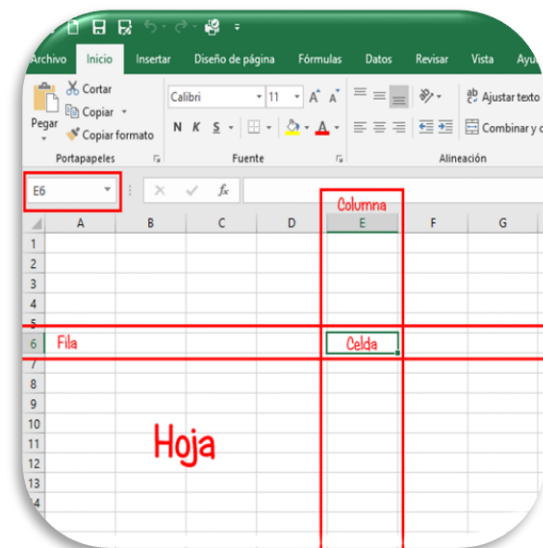 Archivo Inicio Insertar Diseño de página Fórmulas Datos Revisar Vista Ayu
Cortar
Copiar
Copiar formato
Pegar
Portapapeles
Calibri 11 A A
N K S A
Fuente
Ajustar texto
Combinar y c
Alineación
E6 fx
Columna
A B C D E F G
1
2
3
4
5
6 Fila Celda
7
8
9
10
11 Hoja
12
13
14